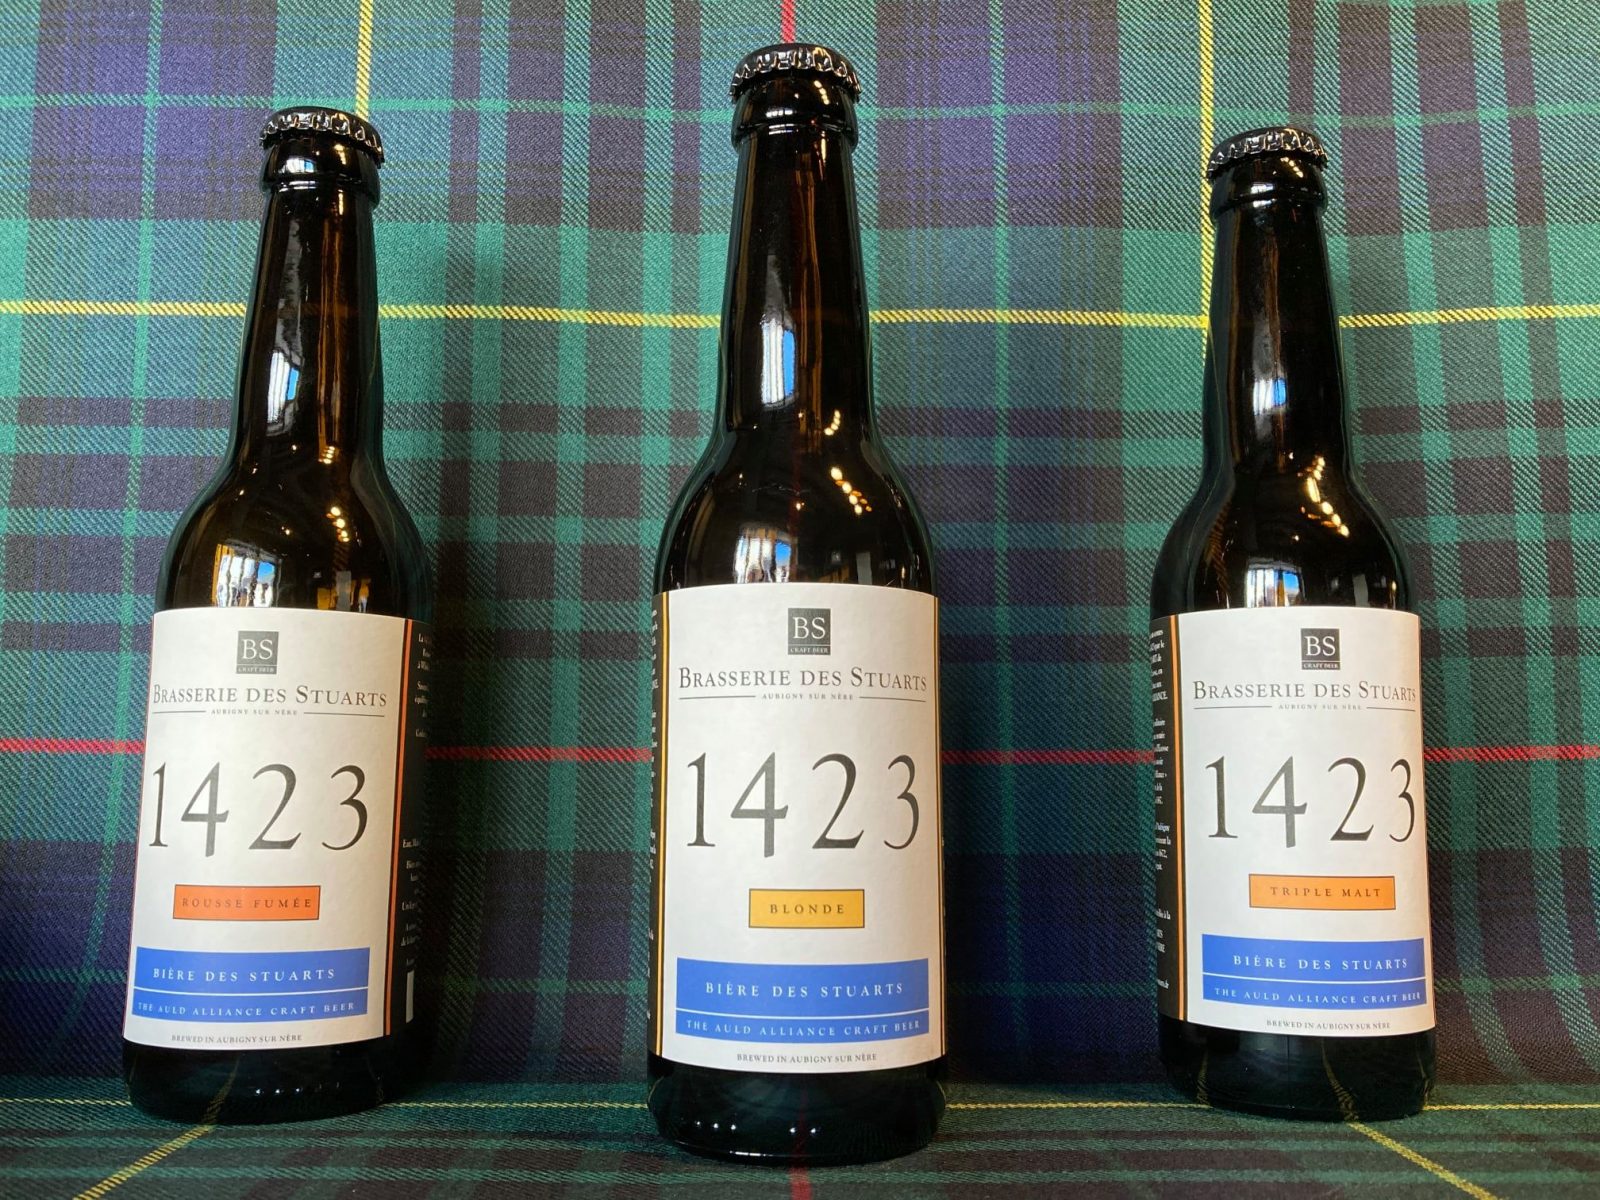 BS
CRAFT BEER
BRASSERIE DES STUARTS
AUBIGNY SUR NÈRE
1423
ROUSSE FUMÉE
BIÈRE DES STUARTS
THE AULD ALLIANCE CRAFT BEER
BREWED IN AUBIGNY SUR NÈRE
BS
CRAFT BEER
BRASSERIE DES STUARTS
AUBIGNY SUR NÈRE
1423
BLONDE
BIÈRE DES STUARTS
THE AULD ALLIANCE CRAFT BEER
BREWED IN AUBIGNY SUR NÈRE
BS
CRAFT BEER
BRASSERIE DES STUARTS
AUBIGNY SUR NÈRE
1423
TRIPLE MALT
BIÈRE DES STUARTS
THE AULD ALLIANCE CRAFT BEER
BREWED IN AUBIGNY SUR NÈRE